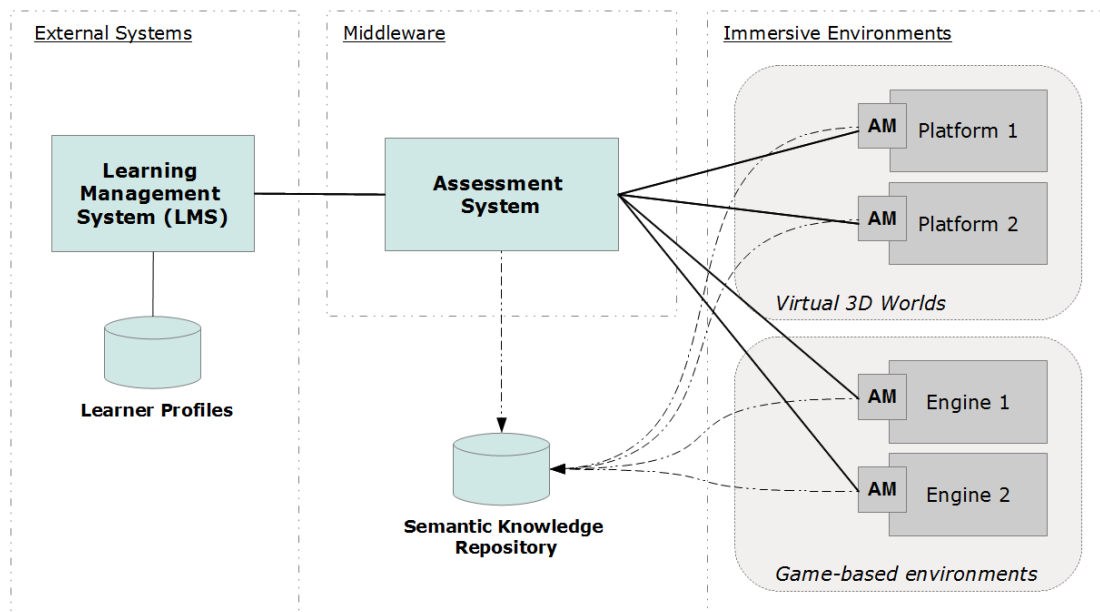 External Systems
Middleware
Immersive Environments
Learning
Management
System (LMS)
Learner Profiles
Assessment
System
Semantic Knowledge
Repository
AM
Platform 1
AM
Platform 2
Virtual 3D Worlds
AM
Engine 1
AM
Engine 2
Game-based environments